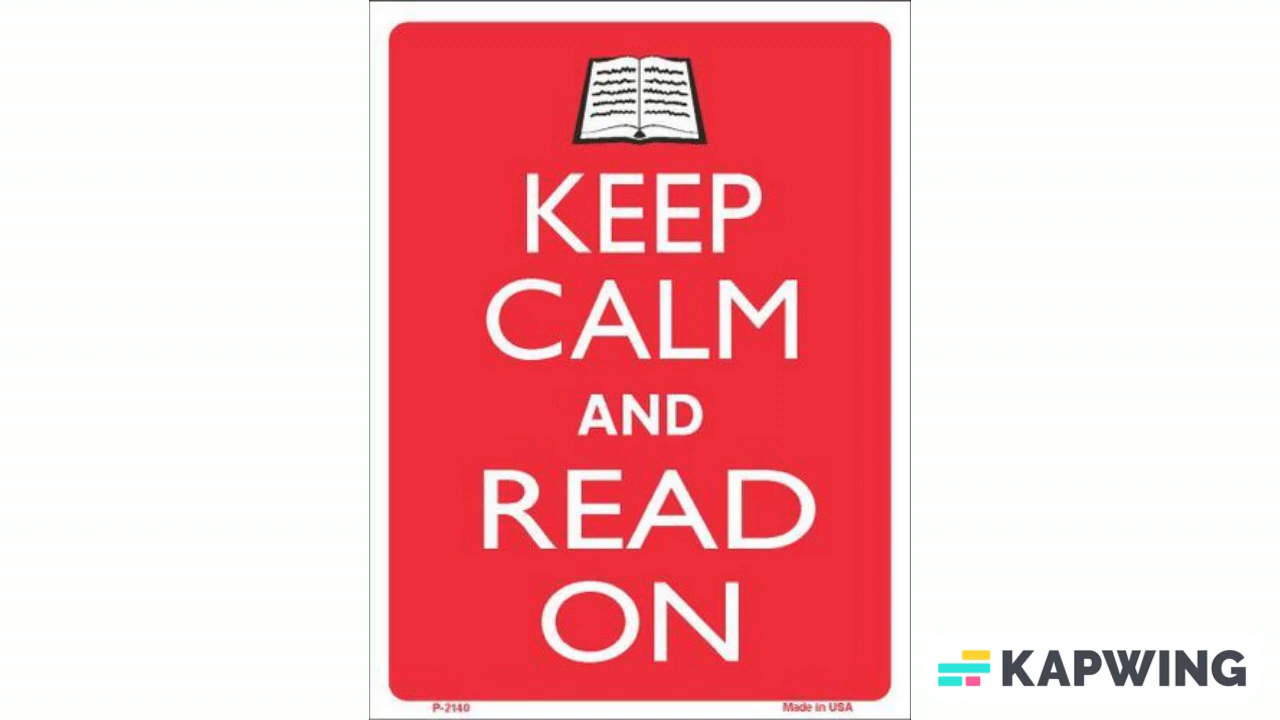 KEEP
CALM
AND
READ
ON
P-2140
Made in USA
KAPWING